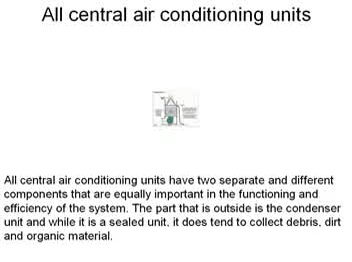 All central air conditioning units
All central air conditioning units have two separate and different
components that are equally important in the functioning and
efficiency of the system. The part that is outside is the condenser
unit and while it is a sealed unit, it does tend to collect debris, dirt
and organic material.